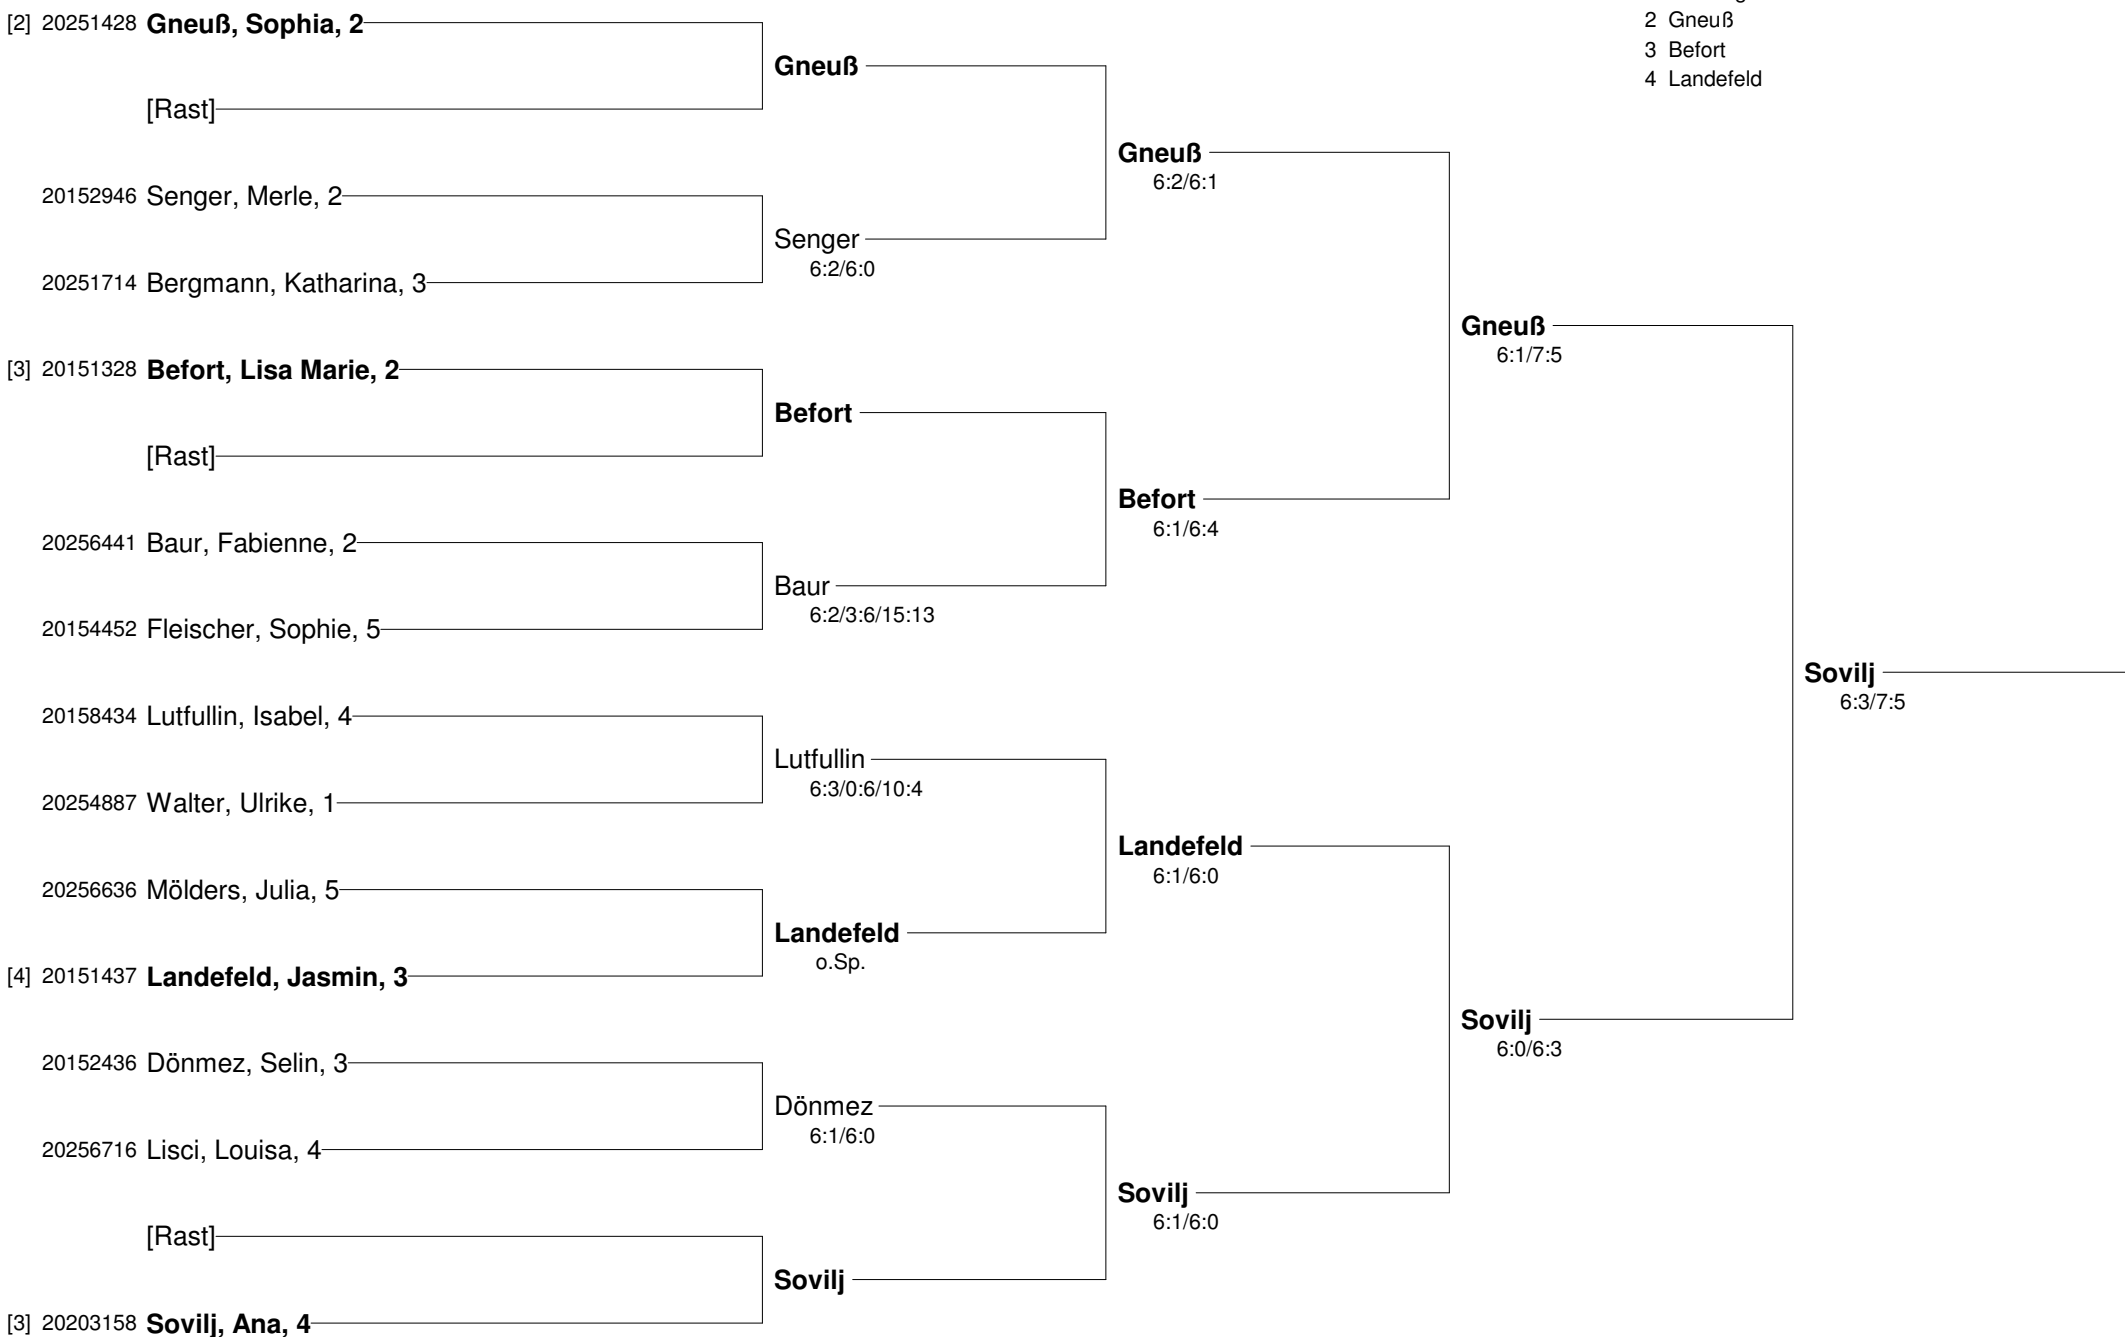 [2] 20251428 Gneuß, Sophia, 2
[Rast]
20152946 Senger, Merle, 2
20251714 Bergmann, Katharina, 3
[3] 20151328 Befort, Lisa Marie, 2
[Rast]
20256441 Baur, Fabienne, 2
20154452 Fleischer, Sophie, 5
20158434 Lutfullin, Isabel, 4
20254887 Walter, Ulrike, 1
20256636 Mölders, Julia, 5
[4] 20151437 Landefeld, Jasmin, 3
20152436 Dönmez, Selin, 3
20256716 Lisci, Louisa, 4
[Rast]
[3] 20203158 Sovilj, Ana, 4
Gneuß
Senger
6:2/6:0
Befort
Baur
6:2/3:6/15:13
Lutfullin
6:3/0:6/10:4
Landefeld
o.Sp.
Dönmez
6:1/6:0
Sovilj
Gneuß
6:2/6:1
Befort
6:1/6:4
Landefeld
6:1/6:0
Sovilj
6:1/6:0
Gneuß
6:1/7:5
Sovilj
6:0/6:3
Sovilj
6:3/7:5
2 Gneuß
3 Befort
4 Landefeld